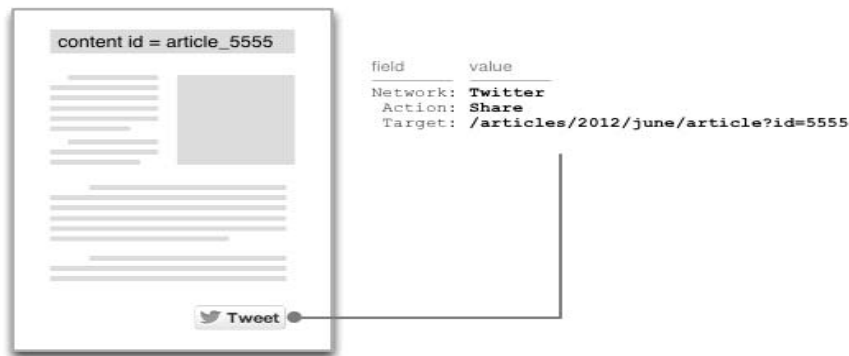 content id = article_5555
field value
Network: Twitter
Action: Share
Target: /articles/2012/june/article?id=5555
Tweet